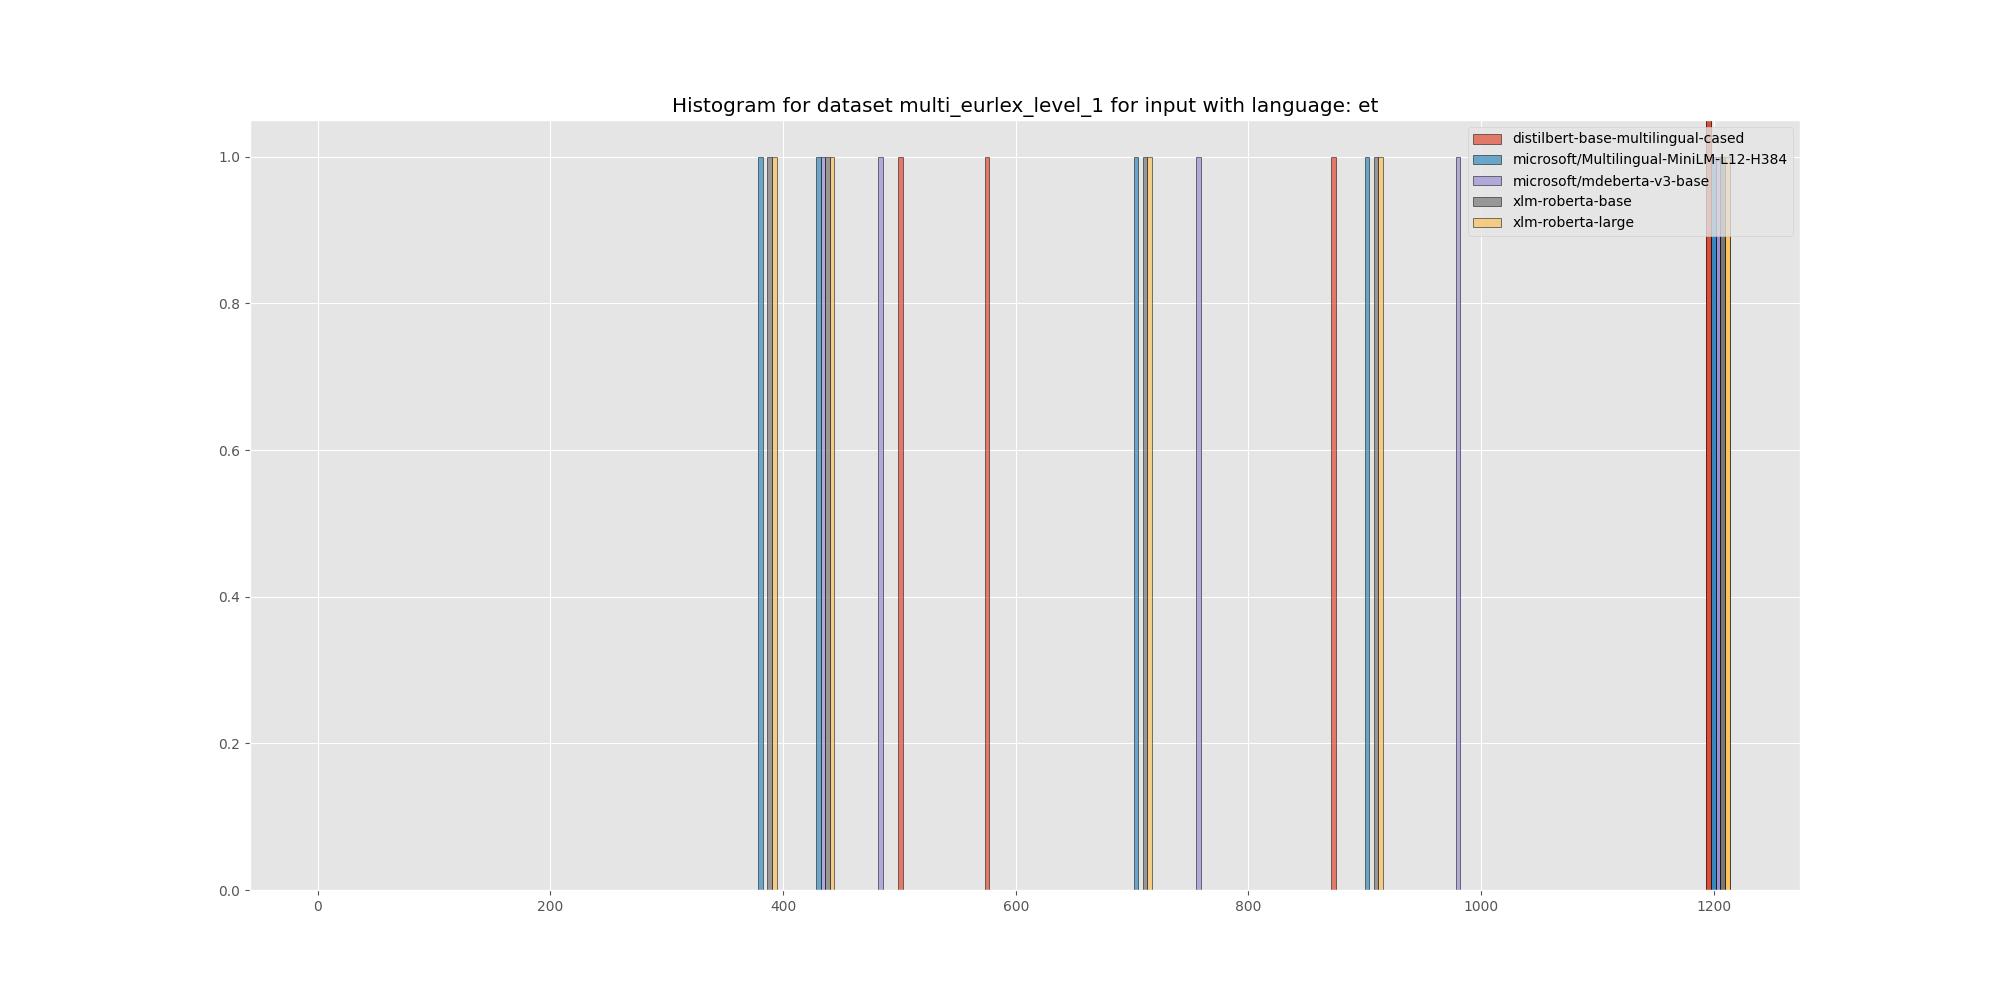 Histogram for dataset multi_eurlex_level_1 for input with language: et
distilbert-base-multilingual-cased
microsoft/Multilingual-MiniLM-L12-H384
microsoft/mdeberta-v3-base
xlm-roberta-base
xlm-roberta-large
1.0
0.8
0.6
0.4
0.2
0.0
0 200 400 600 800 1000 1200